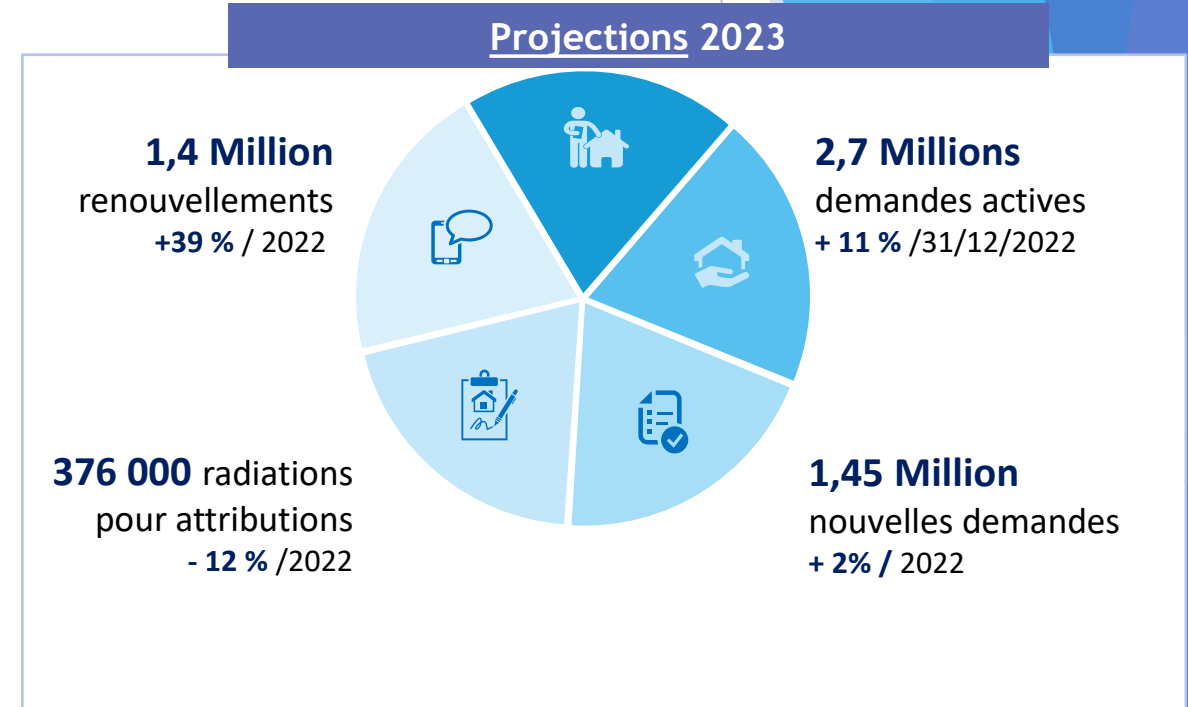 Projections 2023
1,4 Million
renouvellements
+39 % / 2022
2,7 Millions
demandes actives
+ 11 % /31/12/2022
376 000 radiations
pour attributions
- 12 % /2022
1,45 Million
nouvelles demandes
+ 2% / 2022